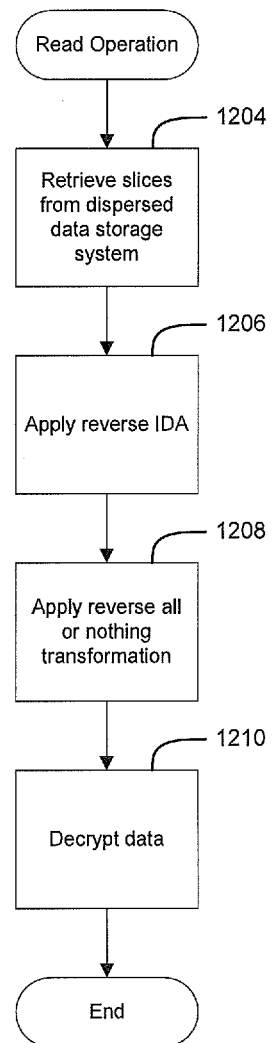 Read Operation
1204
Retrieve slices
from dispersed
data storage
system
1206
Apply reverse IDA
1208
Apply reverse all
or nothing
transformation
1210
Decrypt data
End